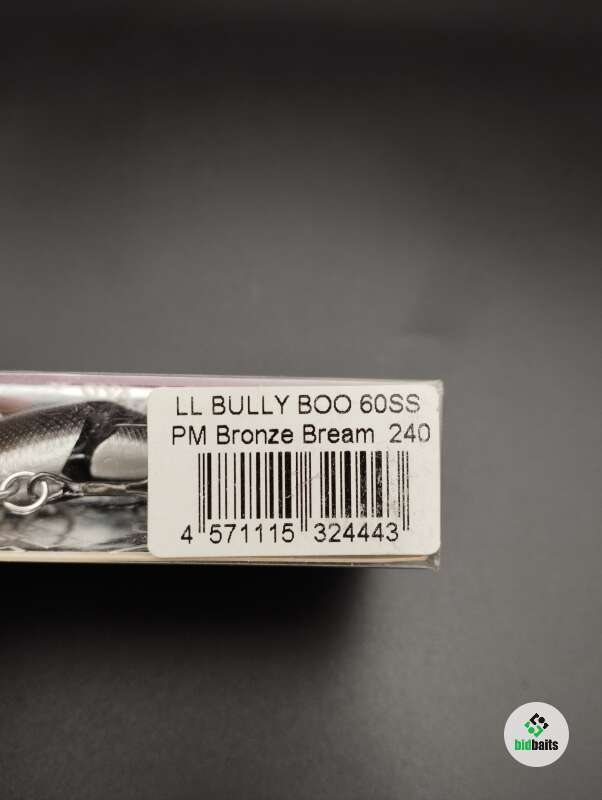 LL BULLY BOO 60SS
PM Bronze Bream 240
4 571115 324443
bidbaits